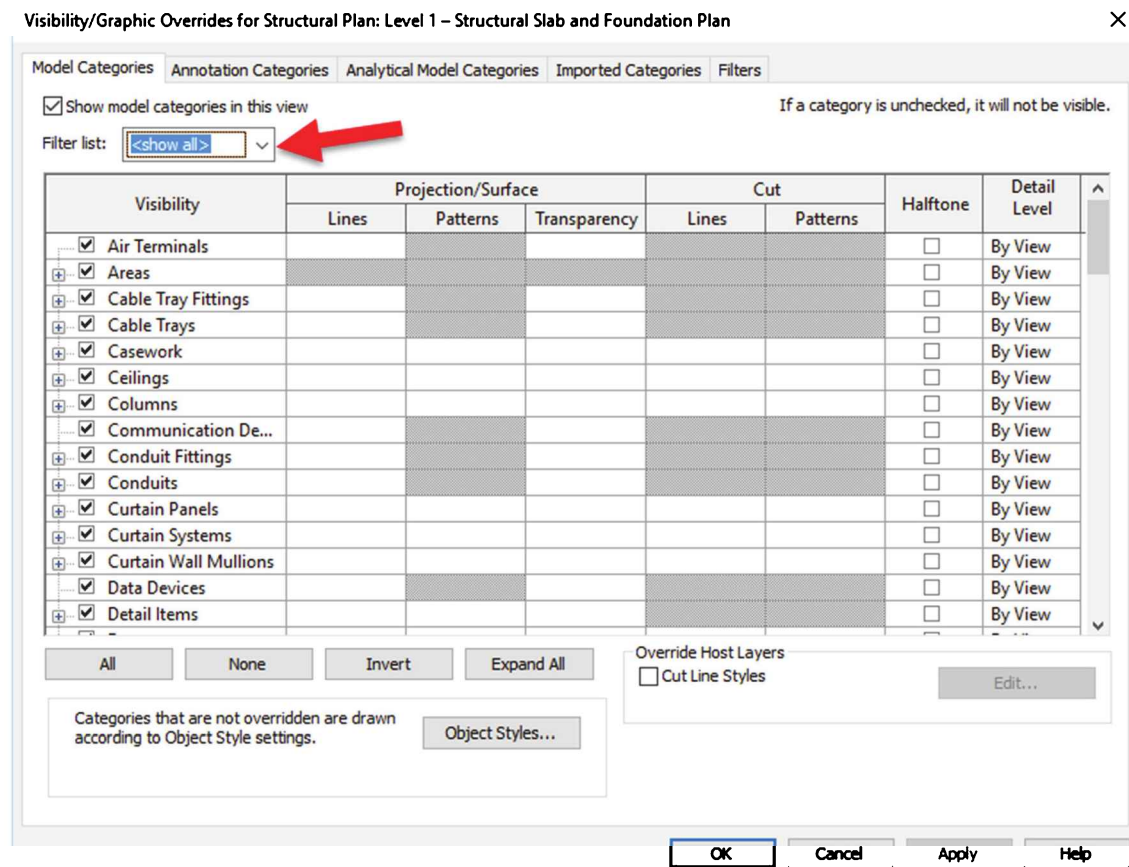 Visibility/Graphic Overrides for Structural Plan: Level 1 – Structural Slab and Foundation Plan
Model Categories Annotation Categories Analytical Model Categories Imported Categories Filters
Show model categories in this view If a category is unchecked, it will not be visible.
Filter list: <show all>
Visibility Projection/Surface Cut Halftone Detail Level
Lines Patterns Transparency Lines Patterns
Air Terminals By View
Areas By View
Cable Tray Fittings By View
Cable Trays By View
Casework By View
Ceilings By View
Columns By View
Communication De... By View
Conduit Fittings By View
Conduits By View
Curtain Panels By View
Curtain Systems By View
Curtain Wall Mullions By View
Data Devices By View
Detail Items By View
All None Invert Expand All
Override Host Layers
Cut Line Styles Edit...
Categories that are not overridden are drawn
according to Object Style settings.
Object Styles...
OK Cancel Apply Help